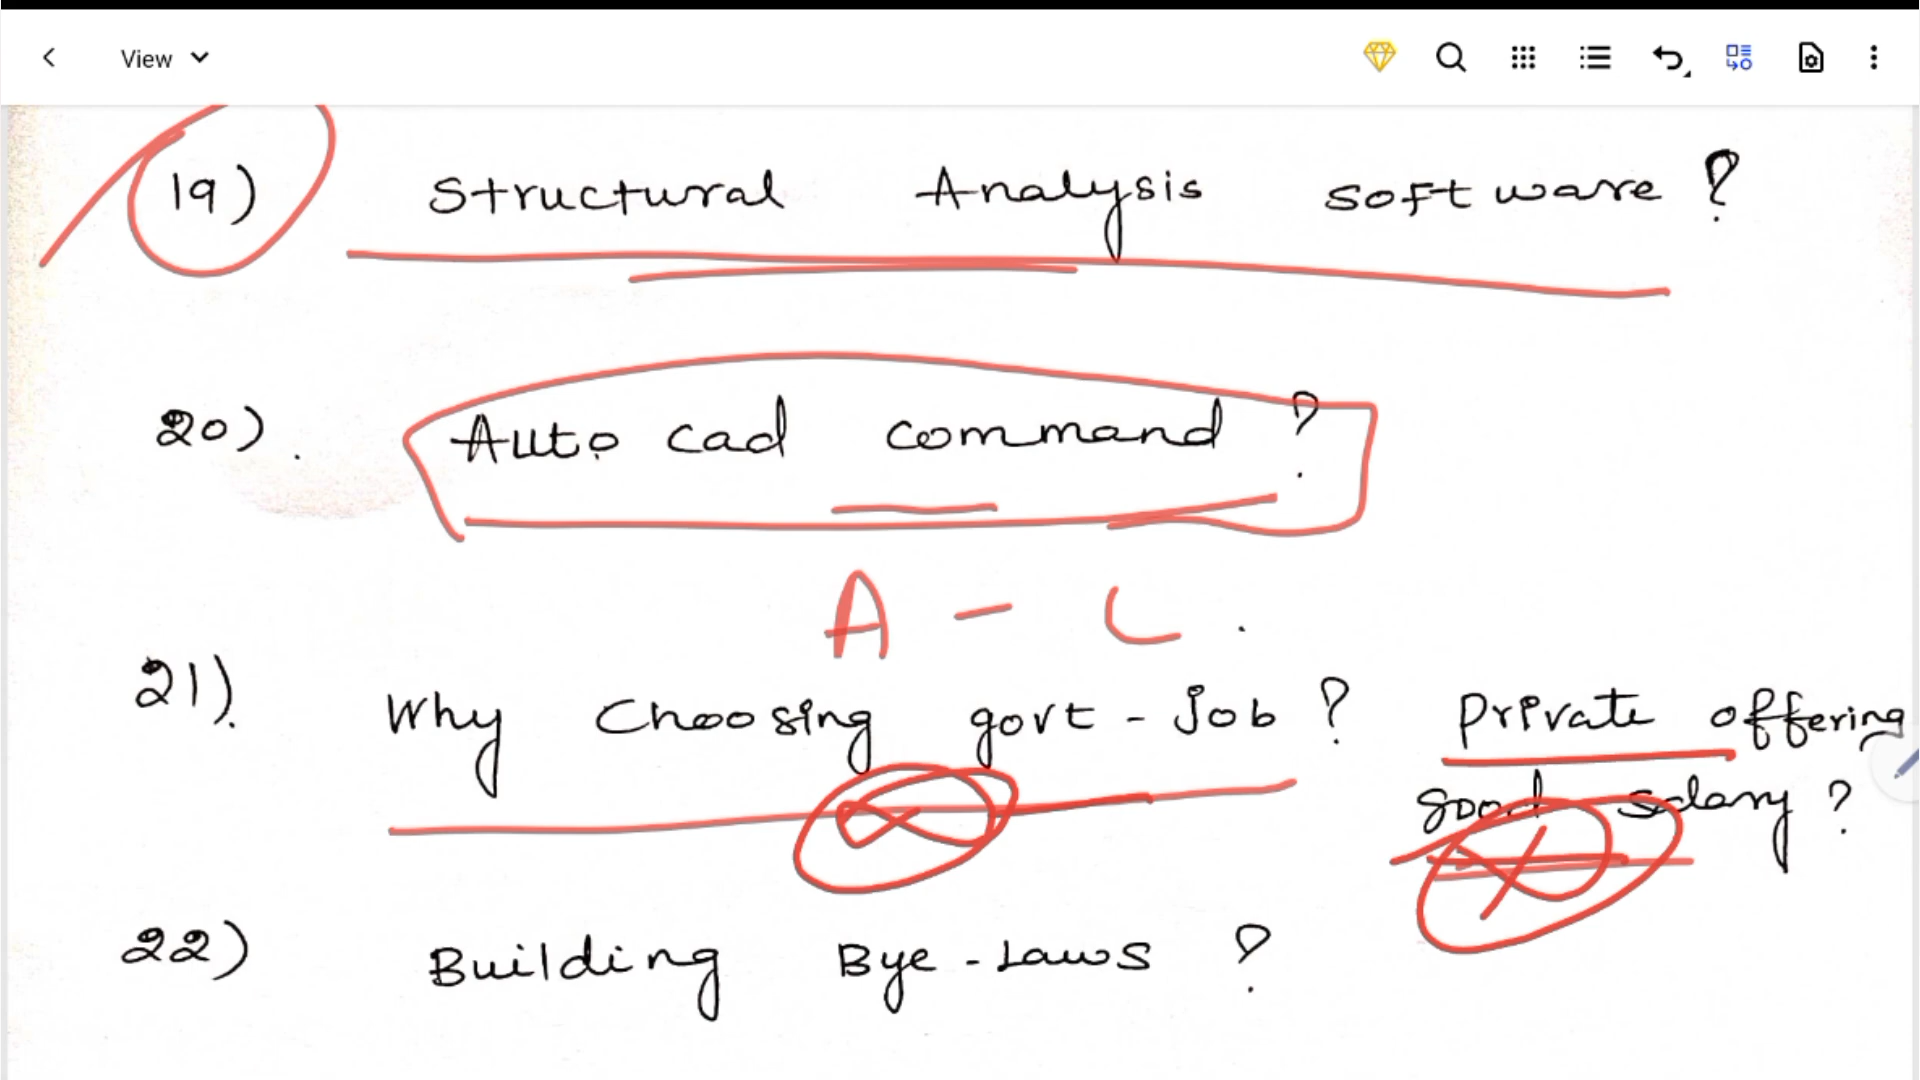 View
19) Structural Analysis software ?
20). Auto cad command ?
A - C .
21). Why Choosing govt - job ? private offering
good salary ?
22) Building Bye - Laws ?